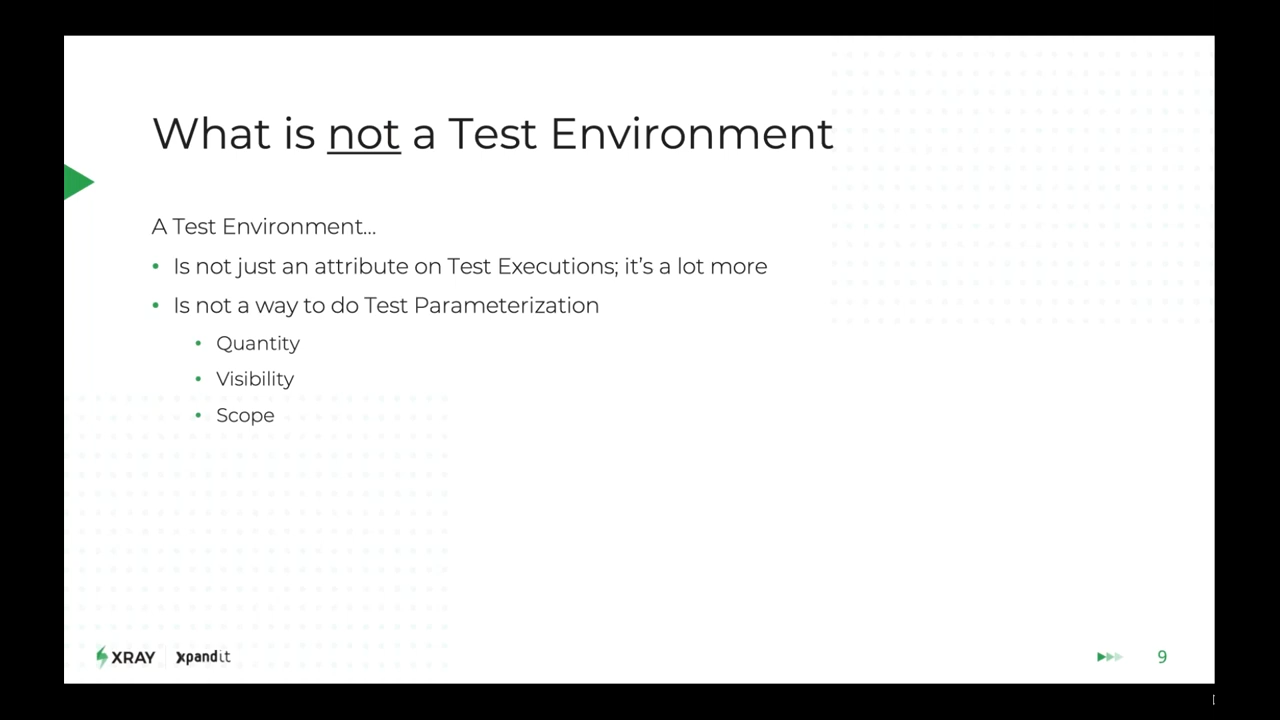 What is not a Test Environment
A Test Environment...
• Is not just an attribute on Test Executions; it's a lot more
• Is not a way to do Test Parameterization
• Quantity
• Visibility
• Scope
XRAY xpandit
9